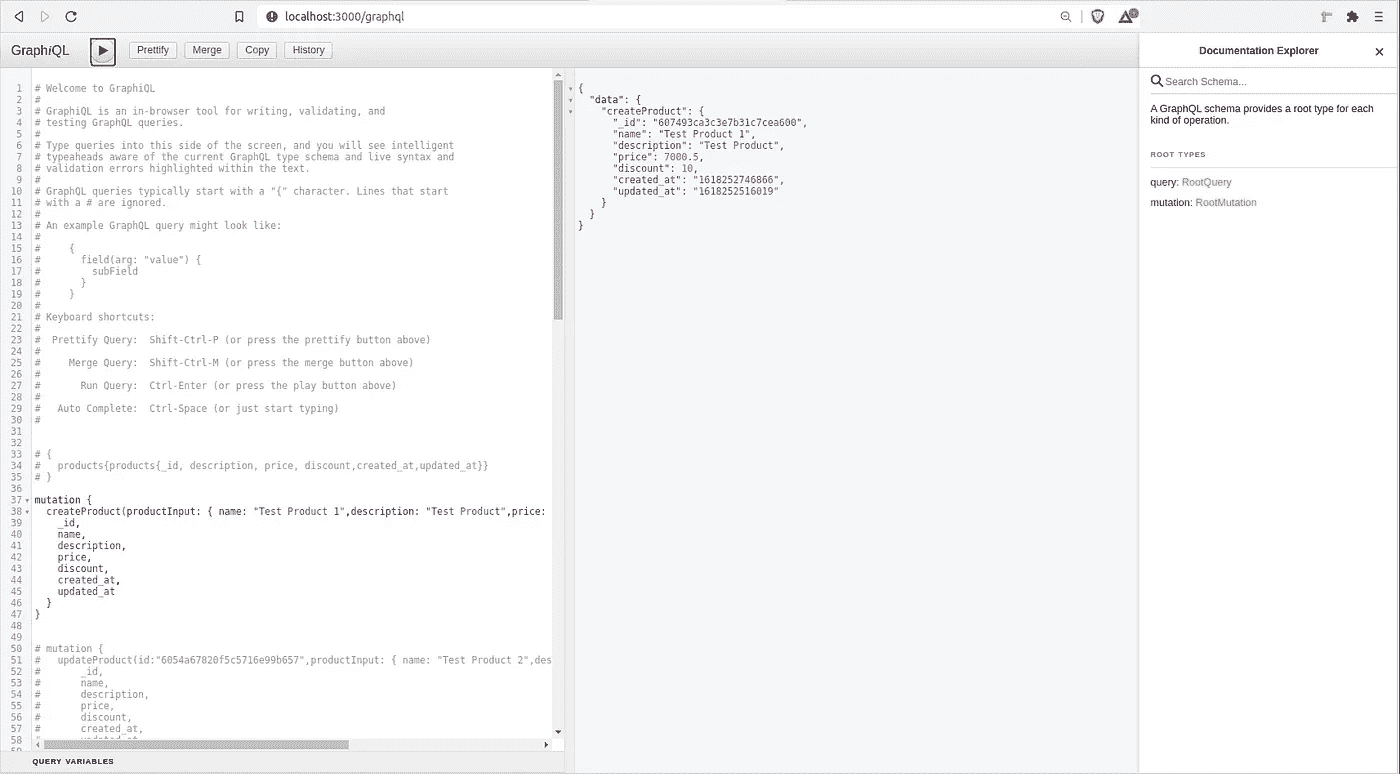 localhost:3000/graphql
GraphiQL
Prettify
Merge
Copy
History
1 # Welcome to GraphiQL
2 #
3 # GraphiQL is an in-browser tool for writing, validating, and
4 # testing GraphQL queries.
5 #
6 # Type queries into this side of the screen, and you will see intelligent
7 # typeaheads aware of the current GraphQL type schema and live syntax and
8 # validation errors highlighted within the text.
9 #
10 # GraphQL queries typically start with a "{" character. Lines that start
11 # with a # are ignored.
12 #
13 # An example GraphQL query might look like:
14 #
15 #     {
16 #       field(arg: "value") {
17 #         subField
18 #       }
19 #     }
20 #
21 # Keyboard shortcuts:
22 #
23 #  Prettify Query:  Shift-Ctrl-P (or press the prettify button above)
24 #
25 #     Merge Query:  Shift-Ctrl-M (or press the merge button above)
26 #
27 #       Run Query:  Ctrl-Enter (or press the play button above)
28 #
29 #   Auto Complete:  Ctrl-Space (or just start typing)
30 #
31
32
33 # {
34 #   products{products{_id, description, price, discount,created_at,updated_at}}
35 # }
36
37 mutation {
38   createProduct(productInput: { name: "Test Product 1",description: "Test Product",price:
39     _id,
40     name,
41     description,
42     price,
43     discount,
44     created_at,
45     updated_at
46   }
47 }
48
49
50 # mutation {
51 #   updateProduct(id:"6054a67820f5c5716e99b657",productInput: { name: "Test Product 2",des
52 #       _id,
53 #       name,
54 #       description,
55 #       price,
56 #       discount,
57 #       created_at,
58 #       updated_at
QUERY VARIABLES
{
  "data": {
    "createProduct": {
      "_id": "607493ca3c3e7b31c7cea600",
      "name": "Test Product 1",
      "description": "Test Product",
      "price": 7000.5,
      "discount": 10,
      "created_at": "1618252746866",
      "updated_at": "1618252516019"
    }
  }
}
Documentation Explorer
Search Schema...
A GraphQL schema provides a root type for each
kind of operation.
ROOT TYPES
query: RootQuery
mutation: RootMutation